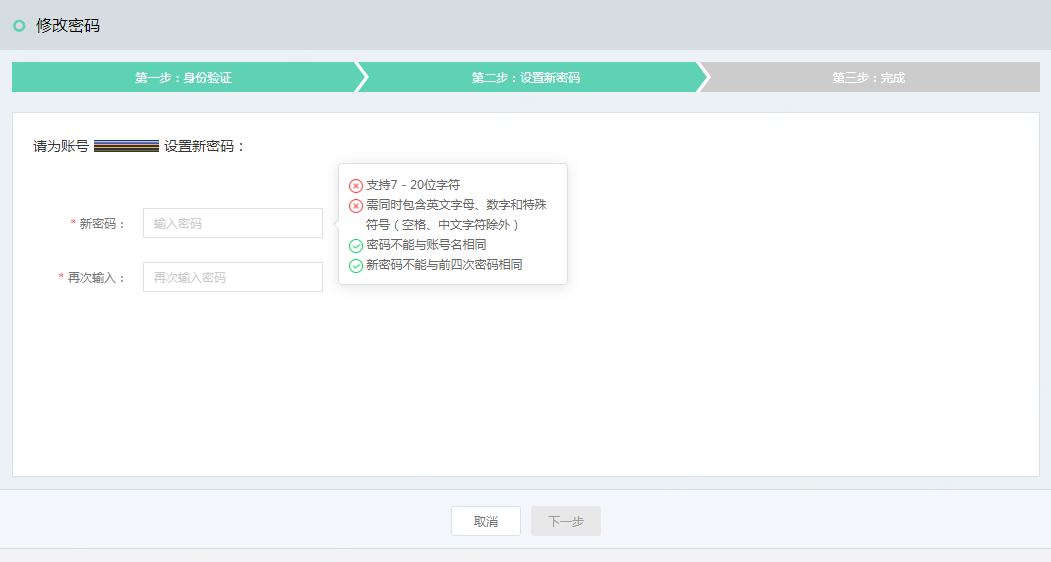 修改密码
第一步：身份验证
第二步：设置新密码
第三步：完成
请为账号 设置新密码：
支持7 - 20位字符
需同时包含英文字母、数字和特殊
符号（空格、中文字符除外）
密码不能与账号名相同
新密码不能与前四次密码相同
* 新密码：
输入密码
* 再次输入：
再次输入密码
取消
下一步